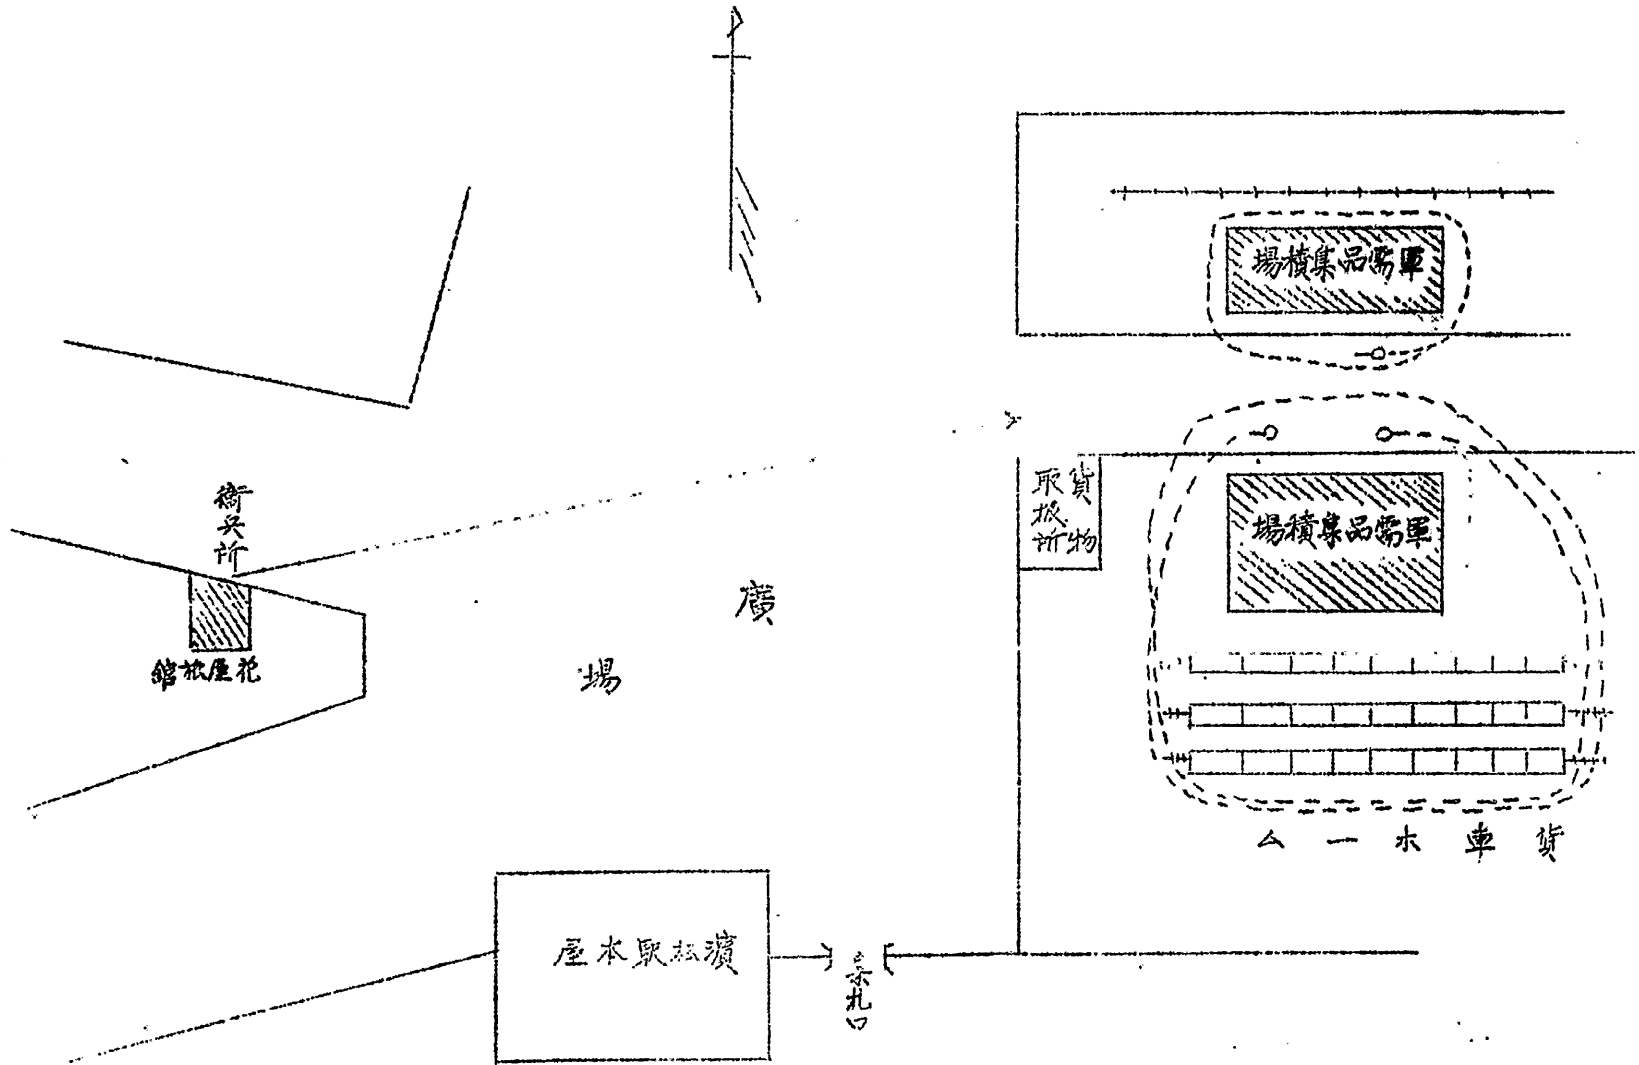 軍需品集積場
衛兵所
貨物
取扱所
軍需品集積場
廣場
花屋旅館
貨車ホーム
濱松駅本屋
札口